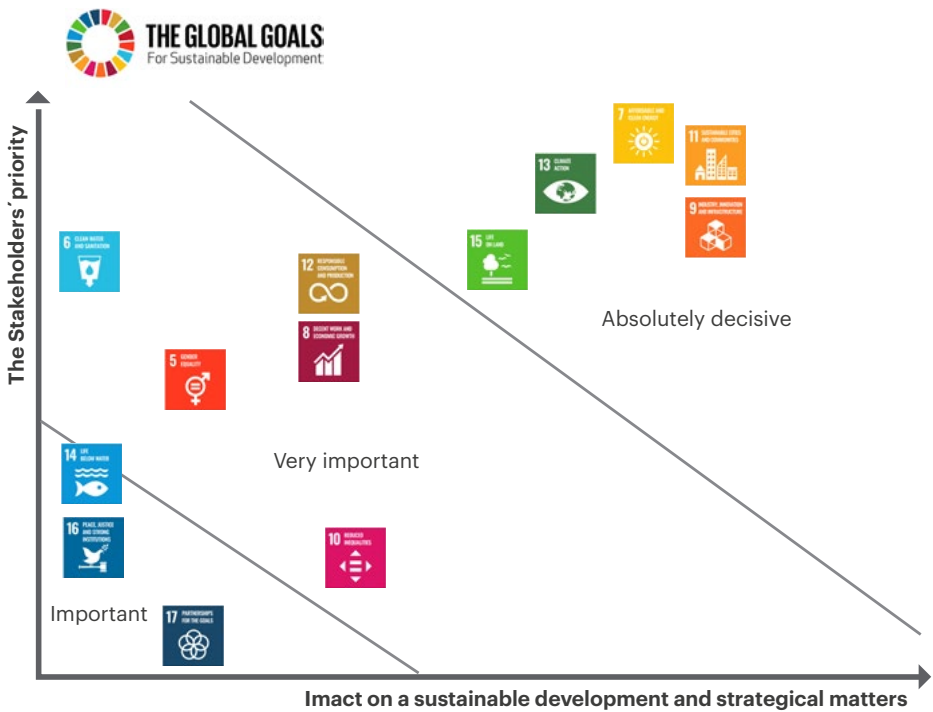 THE GLOBAL GOALS
For Sustainable Development
The Stakeholders´priority
7 AFFORDABLE AND
CLEAN ENERGY
11 SUSTAINABLE CITIES
AND COMMUNITIES
13 CLIMATE
ACTION
9 INDUSTRY, INNOVATION
AND INFRASTRUCTURE
6 CLEAN WATER
AND SANITATION
15 LIFE
ON LAND
12 RESPONSIBLE
CONSUMPTION
AND PRODUCTION
Absolutely decisive
8 DECENT WORK AND
ECONOMIC GROWTH
5 GENDER
EQUALITY
14 LIFE
BELOW WATER
Very important
16 PEACE, JUSTICE
AND STRONG
INSTITUTIONS
10 REDUCED
INEQUALITIES
Important
17 PARTNERSHIPS
FOR THE GOALS
Imact on a sustainable development and strategical matters